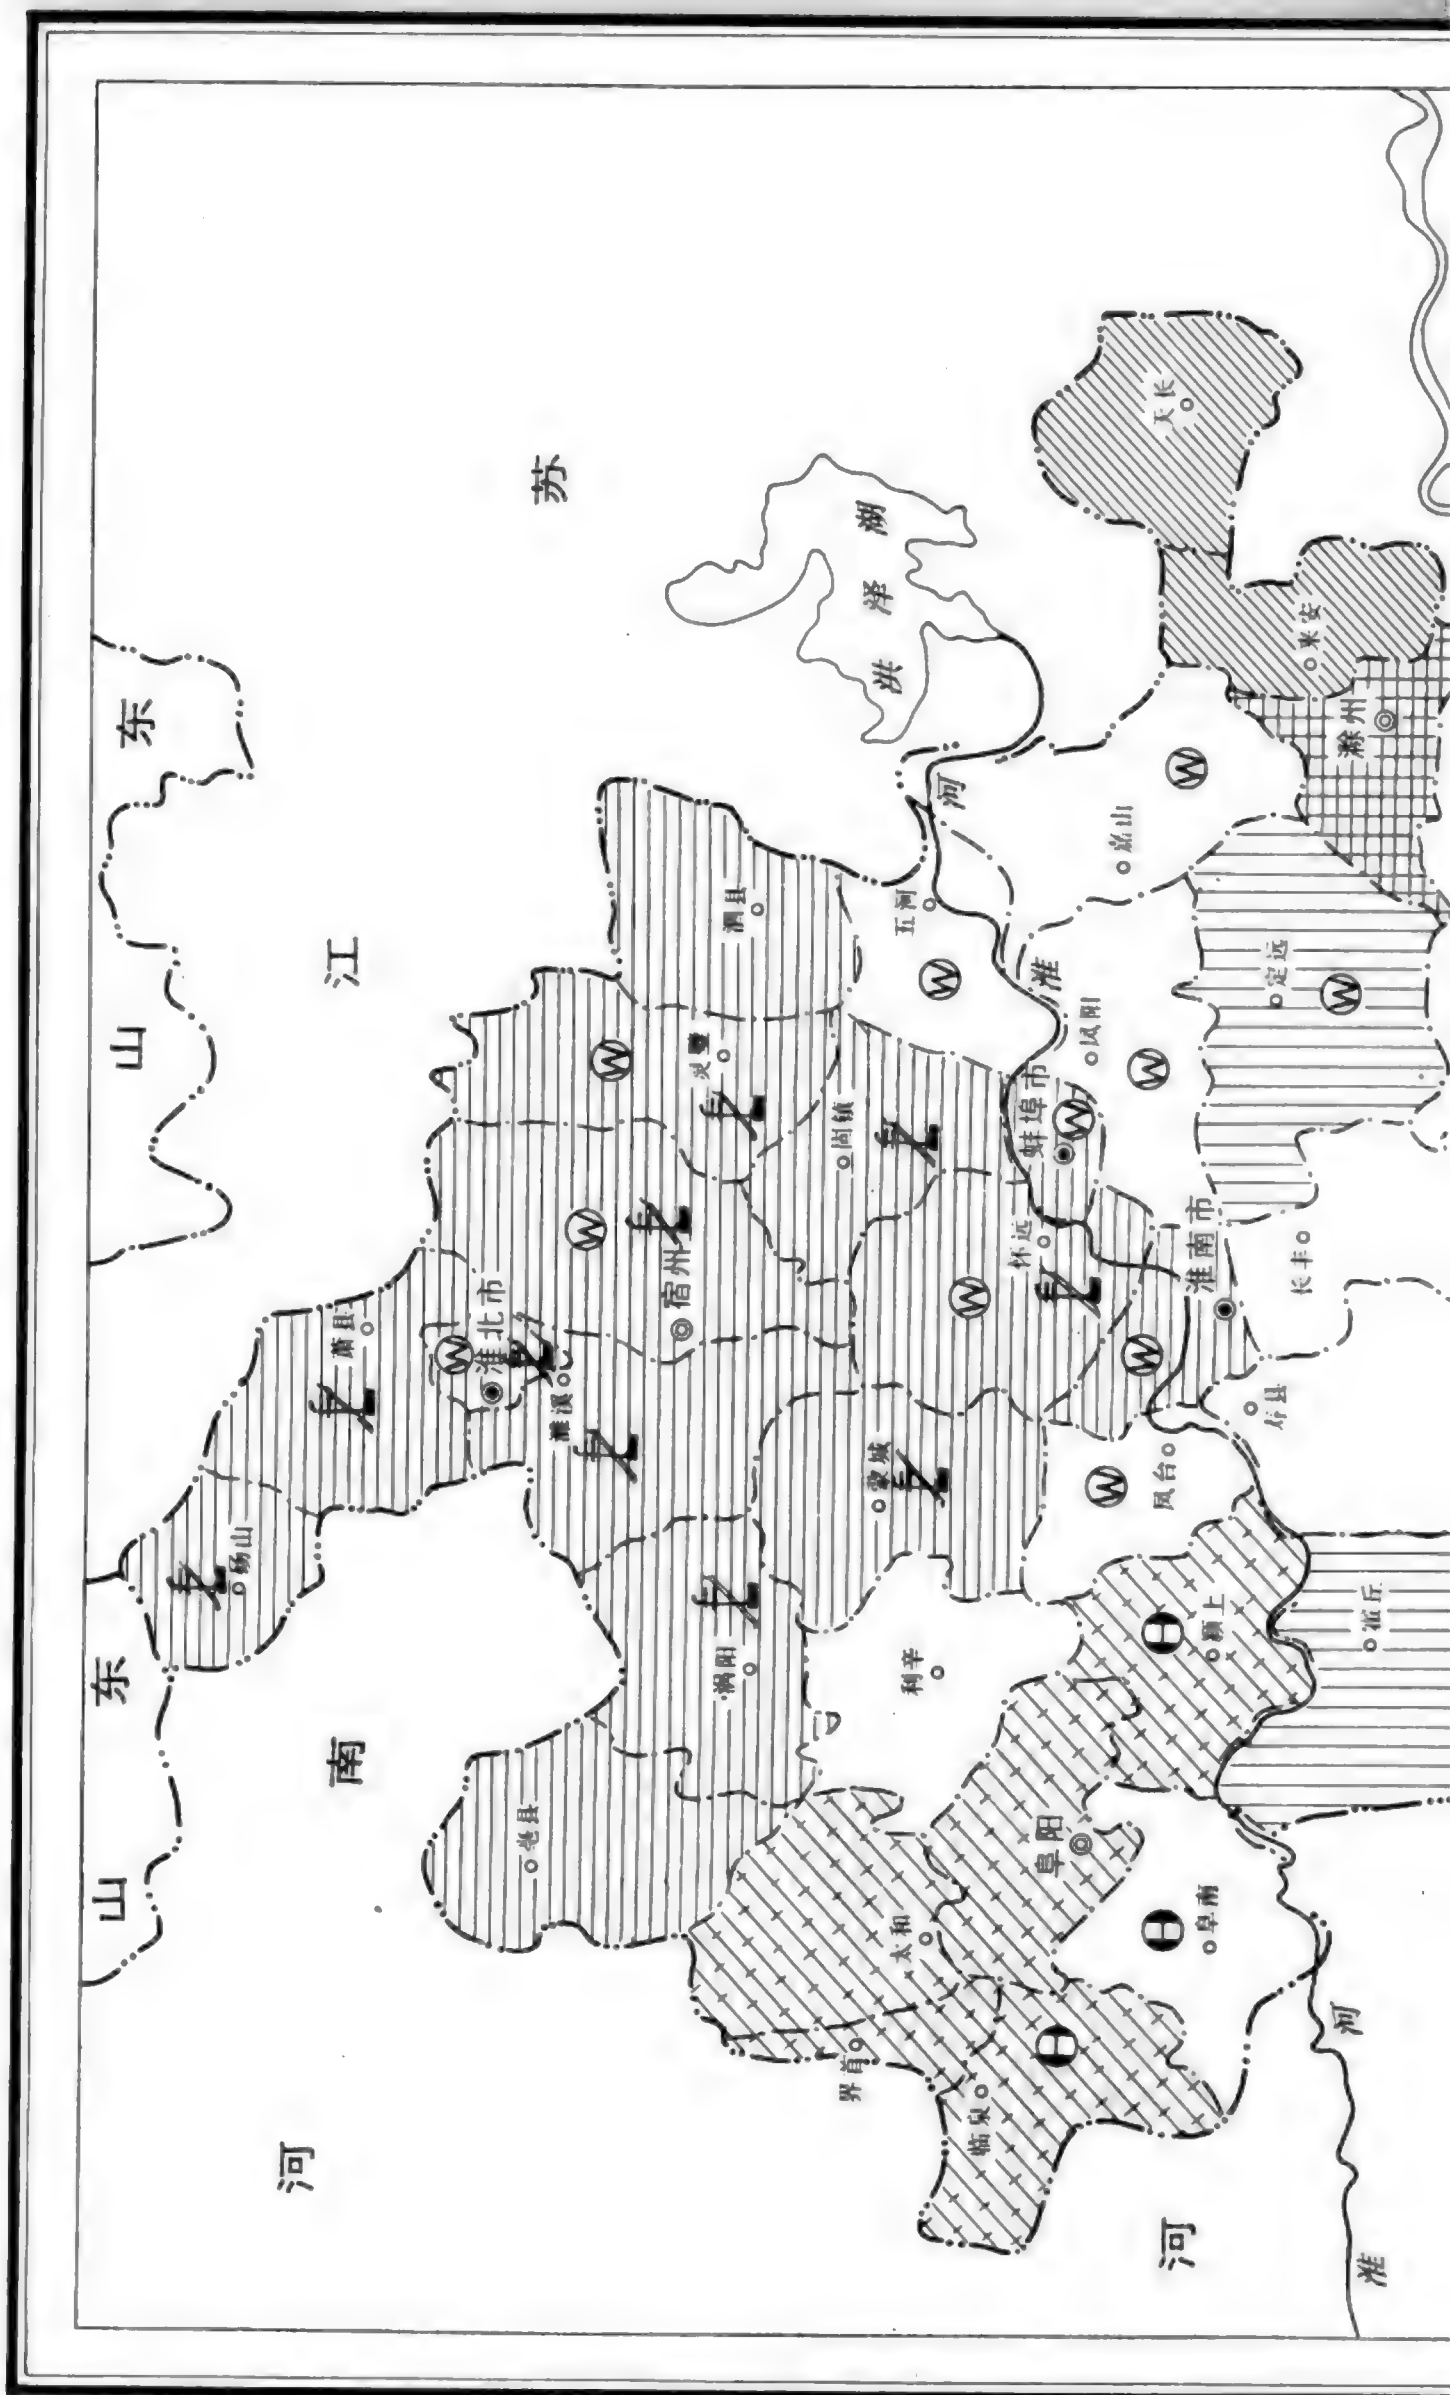 山
东
山
东
江
苏
河
南
河
砀山
萧县
淮北市
濉溪
宿州
灵璧
泗县
洪泽湖
亳县
涡阳
蒙城
怀远
固镇
五河
淮
河
蚌埠市
凤阳
嘉山
天长
来安
滁州
定远
淮南市
长丰
寿县
凤台
利辛
太和
界首
临泉
阜阳
阜南
颍上
霍丘
淮
河
W
W
W
W
W
W
W
W
W
W
W
H
H
H